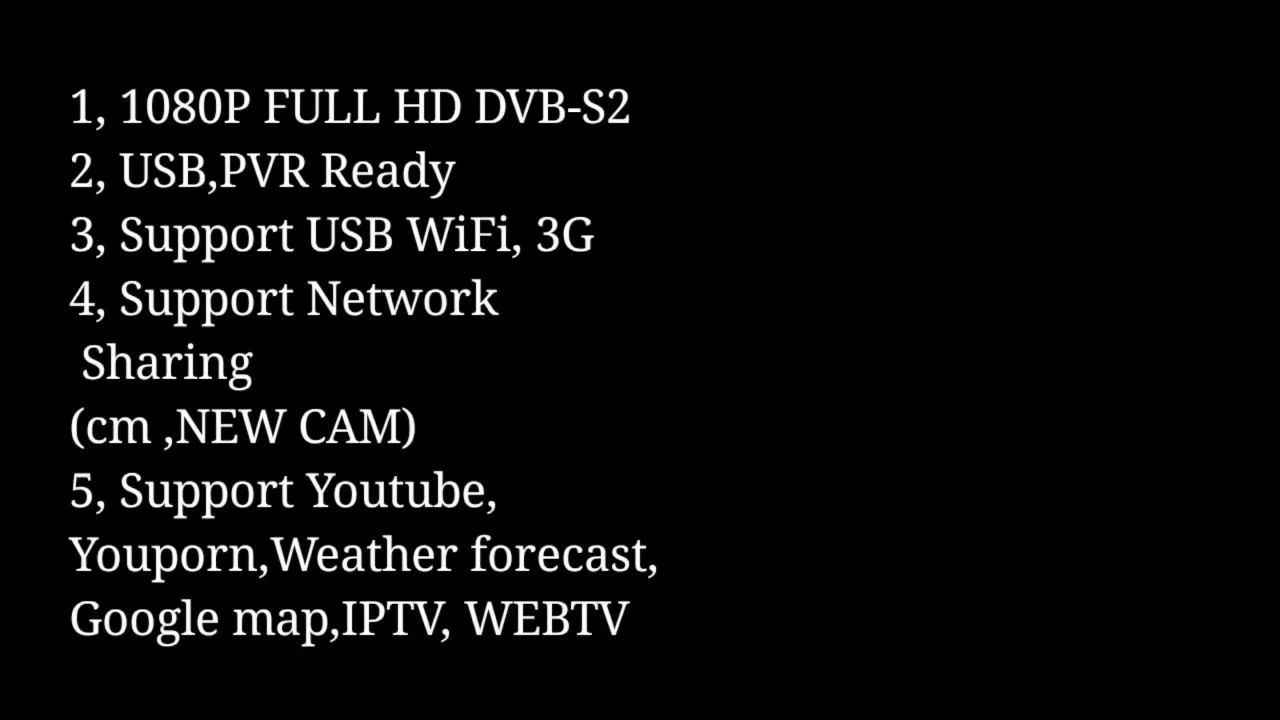 1, 1080P FULL HD DVB-S2
2, USB,PVR Ready
3, Support USB WiFi, 3G
4, Support Network
Sharing
(cm ,NEW CAM)
5, Support Youtube,
Youporn,Weather forecast,
Google map,IPTV, WEBTV